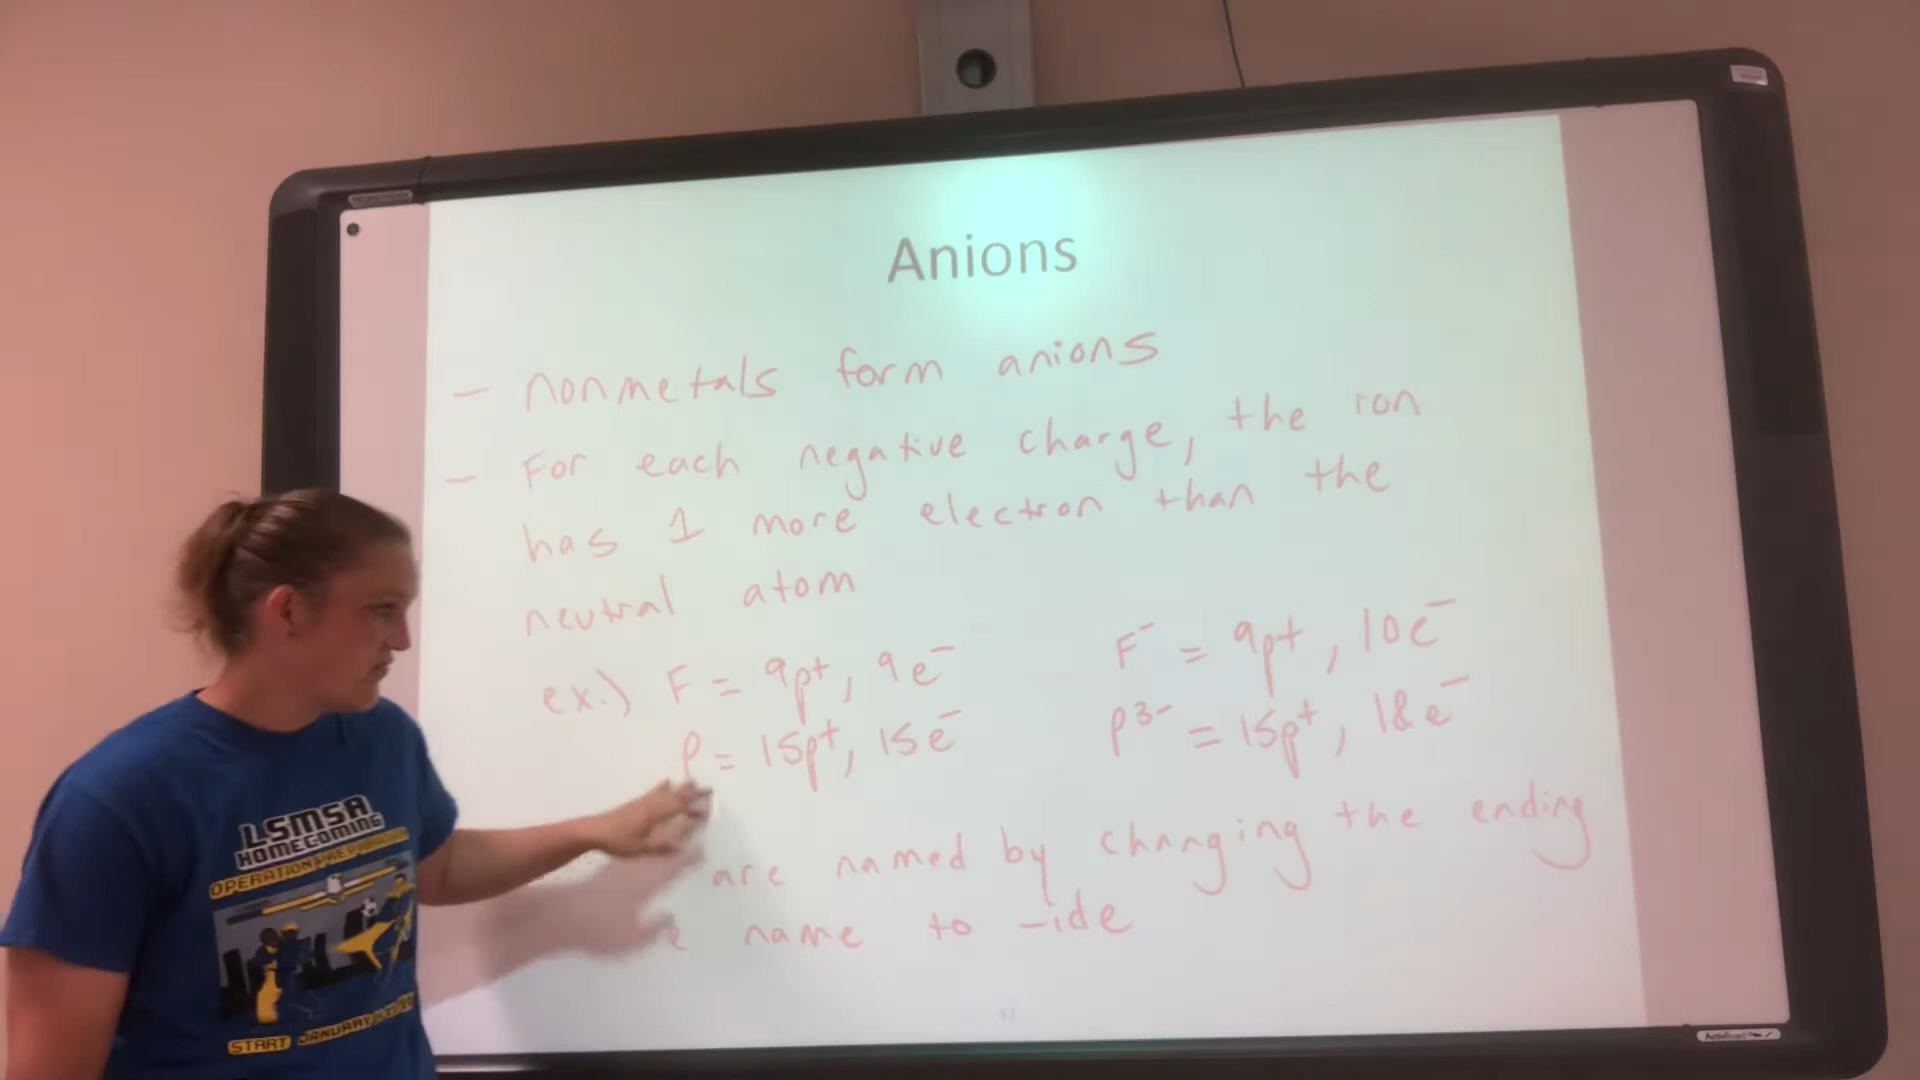 Anions
- nonmetals form anions
- For each negative charge, the ion
has 1 more electron than the
neutral atom
ex.) F = 9p+, 9e⁻ F⁻ = 9p+, 10e⁻
P = 15p+, 15e⁻ P³⁻ = 15p+, 18e⁻
are named by changing the ending
name to -ide
41
LSMSA
HOMECOMING
START JANUARY